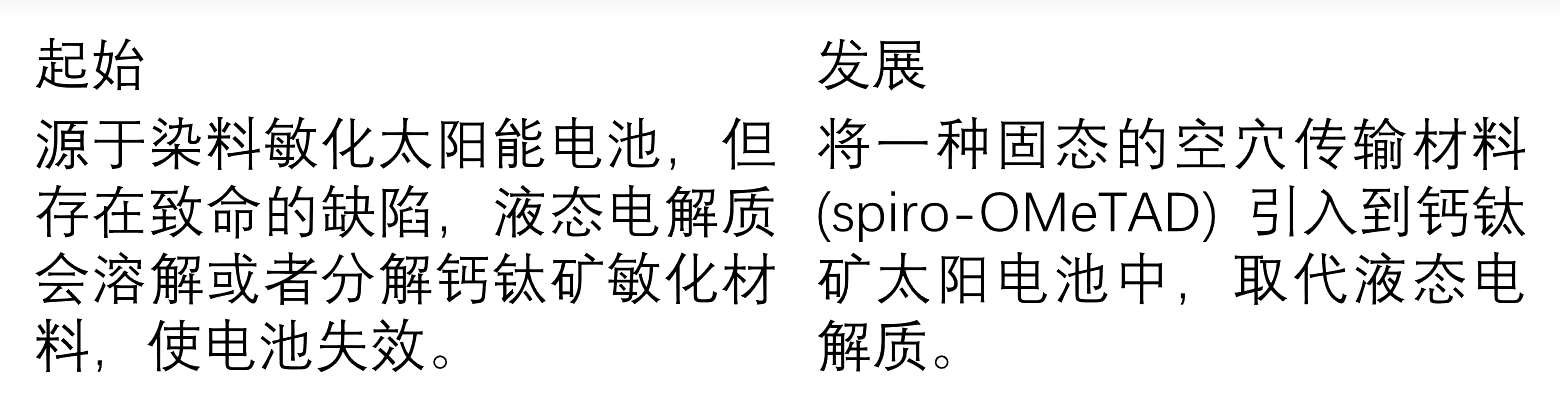 起始
源于染料敏化太阳能电池，但
存在致命的缺陷，液态电解质
会溶解或者分解钙钛矿敏化材
料，使电池失效。
发展
将一种固态的空穴传输材料
(spiro-OMeTAD) 引入到钙钛
矿太阳电池中，取代液态电
解质。